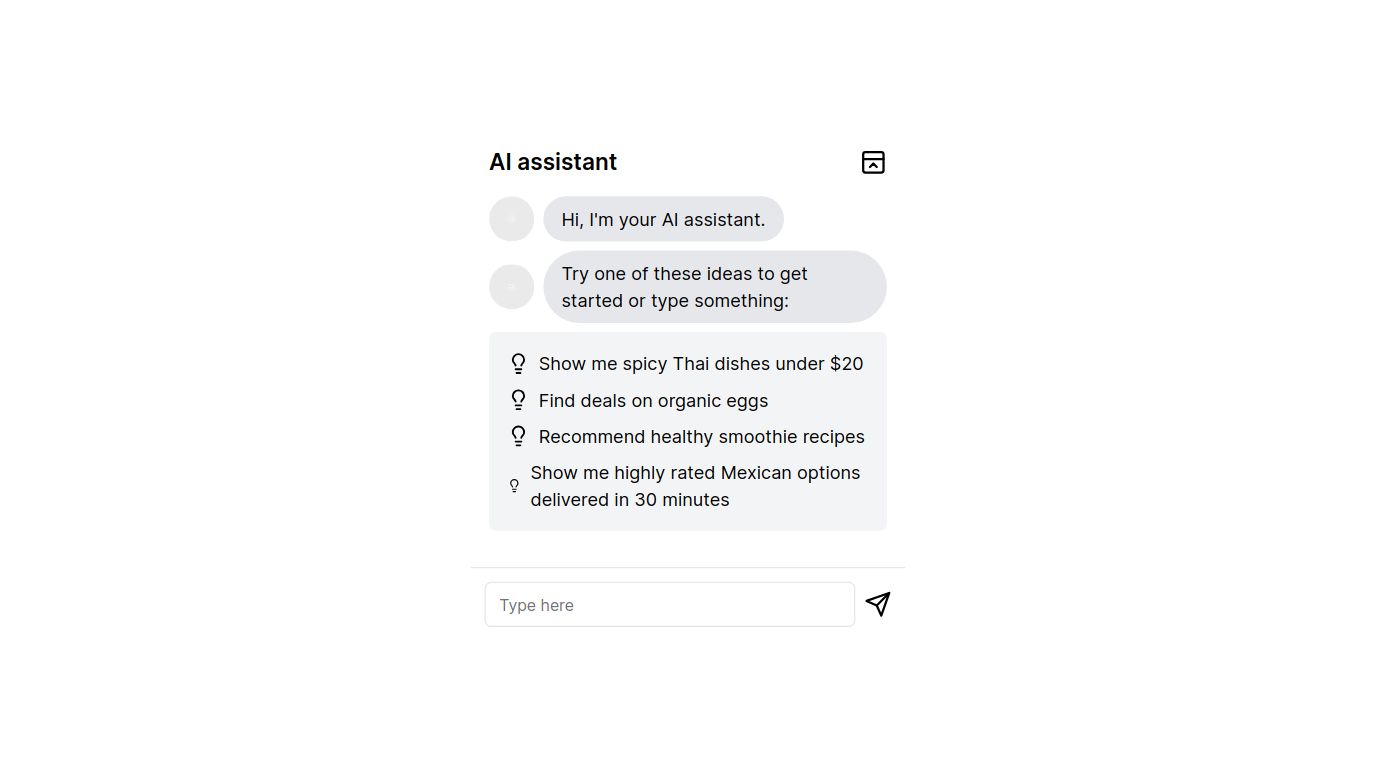 AI assistant
Hi, I'm your AI assistant.
Try one of these ideas to get
started or type something:
Show me spicy Thai dishes under $20
Find deals on organic eggs
Recommend healthy smoothie recipes
Show me highly rated Mexican options
delivered in 30 minutes
Type here